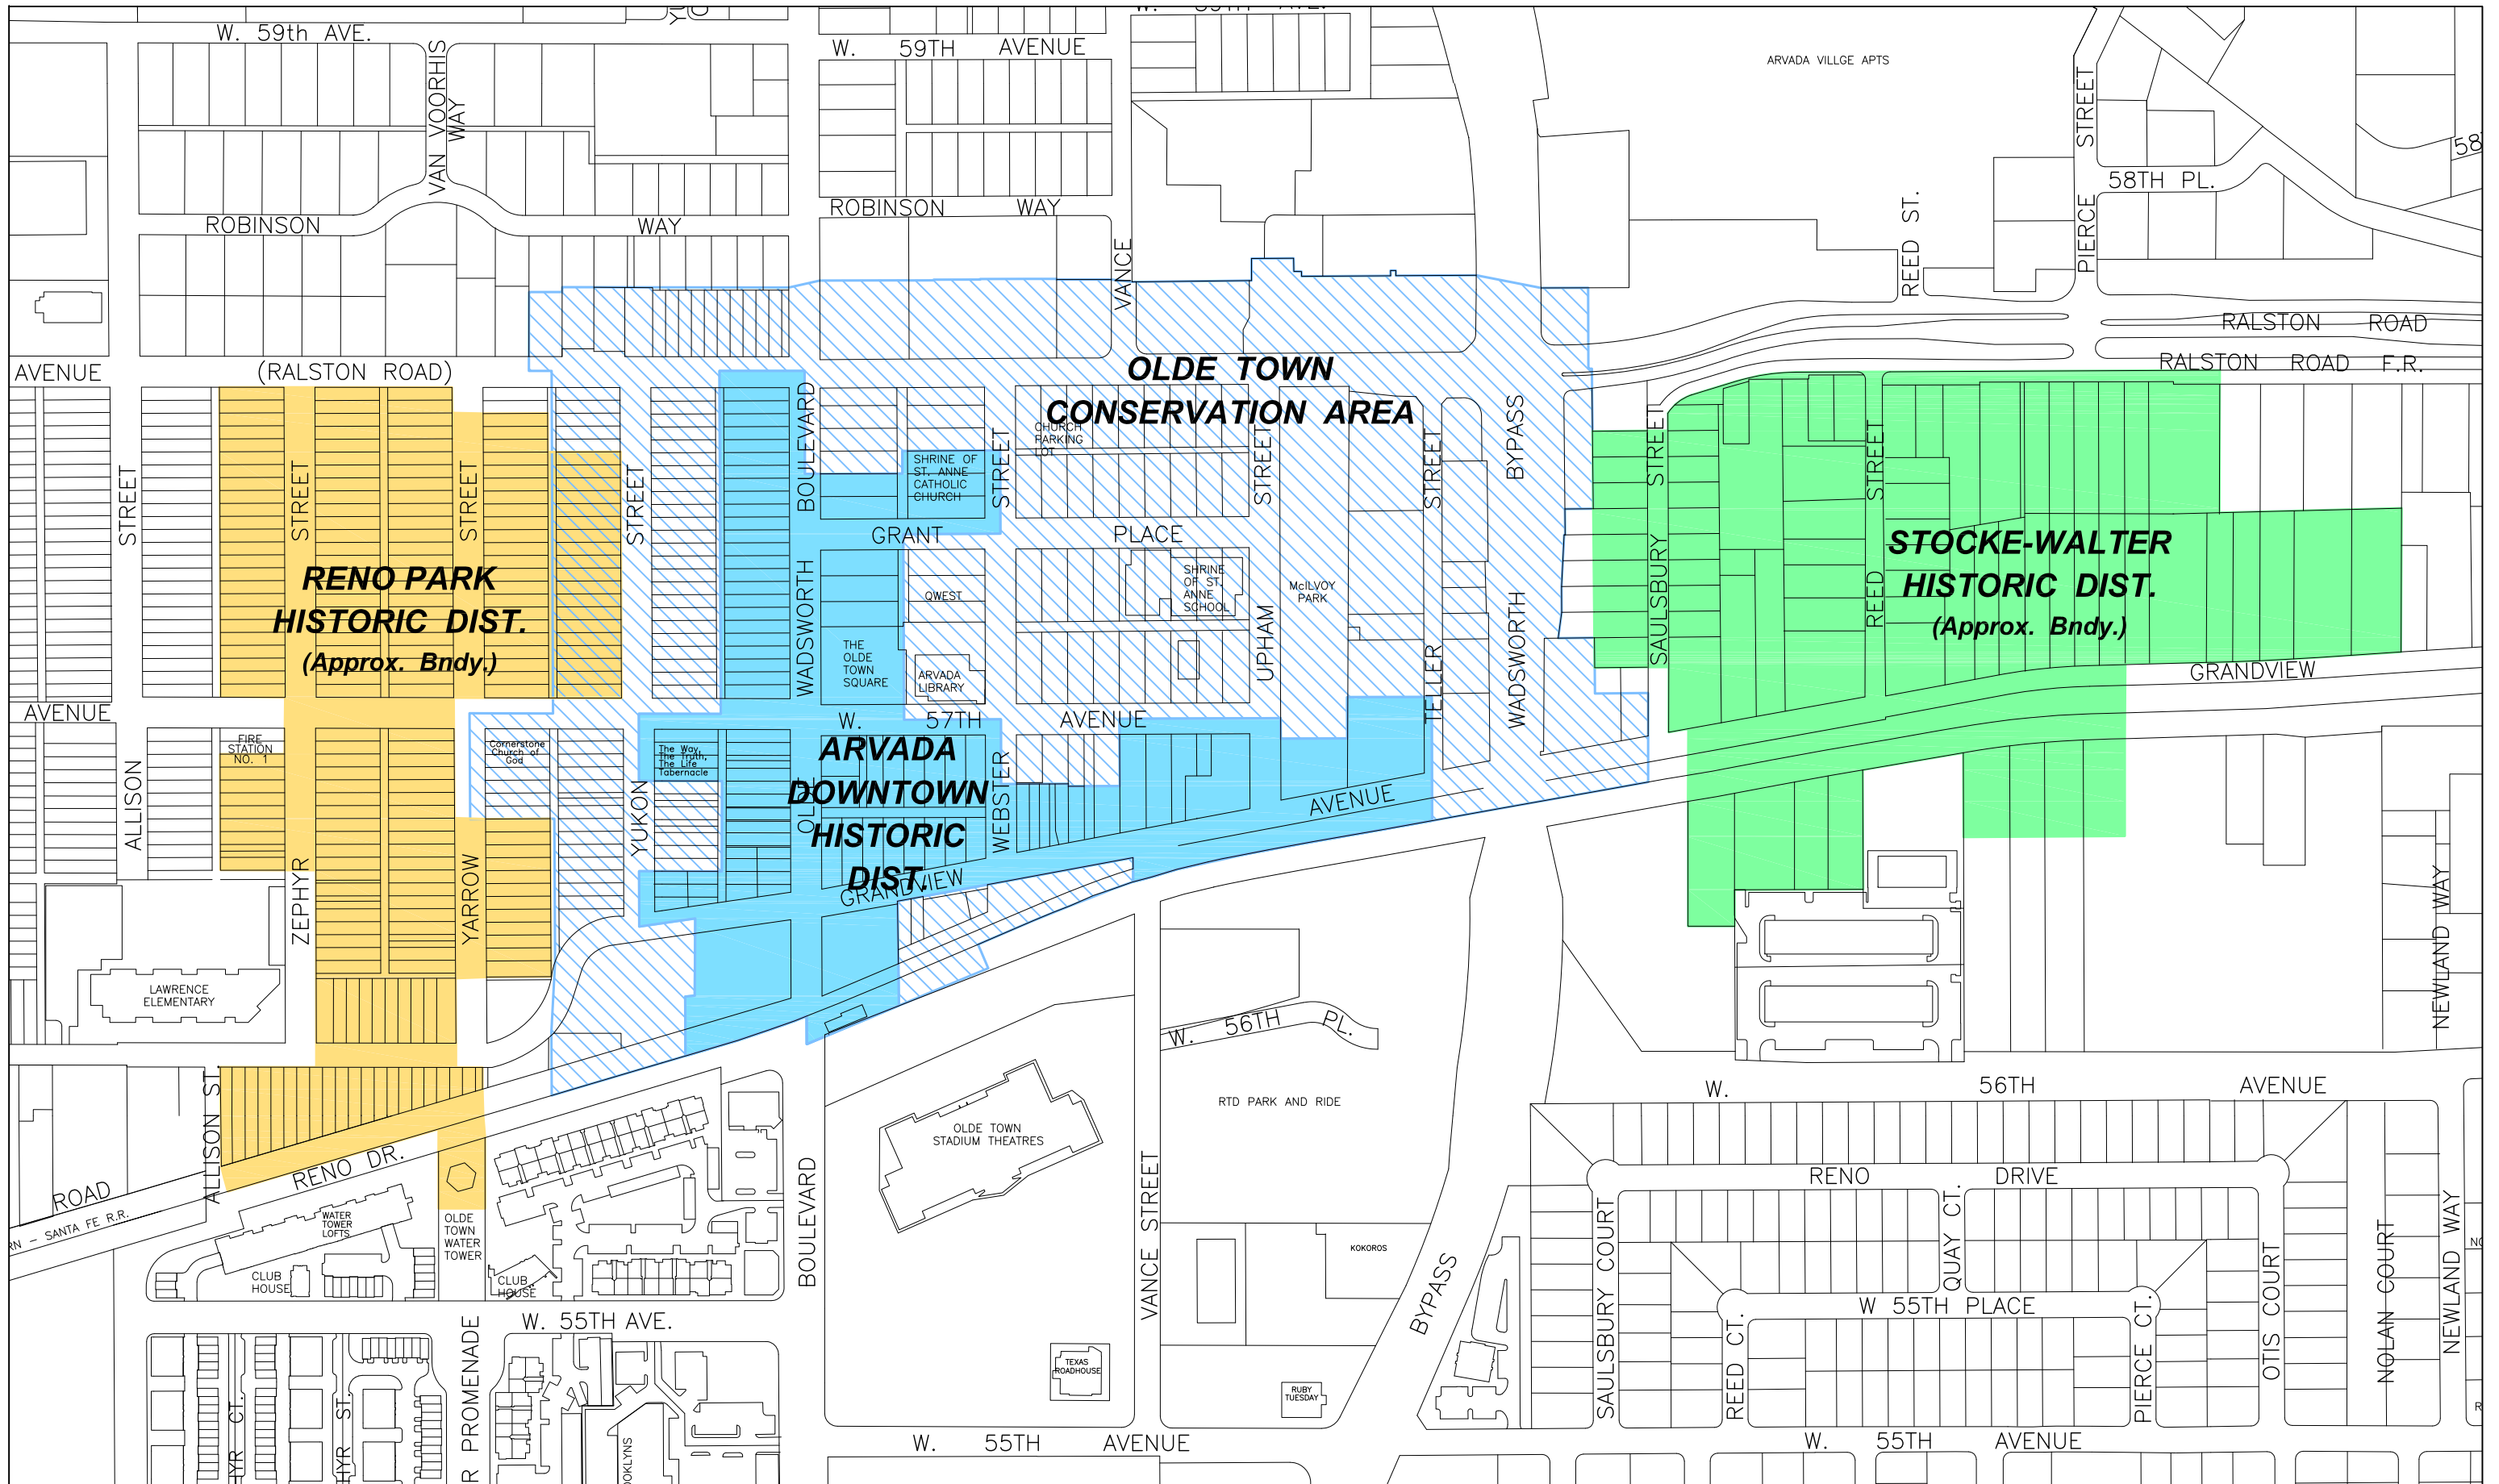 W. 59th AVE.
W. 59TH AVENUE
ARVADA VILLGE APTS
VAN VOORHIS
WAY
PIERCE STREET
58TH PL.
ROBINSON WAY
ROBINSON WAY
VANCE
REED ST.
RALSTON ROAD
RALSTON ROAD F.R.
AVENUE
(RALSTON ROAD)
OLDE TOWN
CONSERVATION AREA
CHURCH
PARKING
LOT
SHRINE OF
ST. ANNE
CATHOLIC
CHURCH
STREET
STREET
STREET
STREET
BOULEVARD
STREET
STREET
STREET
BYPASS
STREET
STREET
GRANT PLACE
RENO PARK
HISTORIC DIST.
(Approx. Bndy.)
STOCKE-WALTER
HISTORIC DIST.
(Approx. Bndy.)
WADSWORTH
QWEST
SHRINE
OF ST.
ANNE
SCHOOL
McILVOY
PARK
THE
OLDE
TOWN
SQUARE
ARVADA
LIBRARY
UPHAM
TELLER
WADSWORTH
SAULSBURY
REED
GRANDVIEW
AVENUE
W. 57TH AVENUE
FIRE
STATION
NO. 1
Cornerstone
Church of
God
The Way,
The Truth,
The Life
Tabernacle
ARVADA
DOWNTOWN
HISTORIC
DIST.
OLDE
WEBSTER
AVENUE
GRANDVIEW
ALLISON
ZEPHYR
YARROW
YUKON
NEWLAND WAY
LAWRENCE
ELEMENTARY
W. 56TH PL.
W. 56TH AVENUE
RTD PARK AND RIDE
OLDE TOWN
STADIUM THEATRES
ALLISON ST.
RENO DR.
ROAD
RN - SANTA FE R.R.
WATER
TOWER
LOFTS
OLDE
TOWN
WATER
TOWER
CLUB
HOUSE
CLUB
HOUSE
BOULEVARD
VANCE STREET
KOKOROS
BYPASS
RENO DRIVE
SAULSBURY COURT
QUAY CT.
OTIS COURT
NOLAN COURT
NEWLAND WAY
W 55TH PLACE
REED CT.
PIERCE CT.
W. 55TH AVE.
TEXAS
ROADHOUSE
RUBY
TUESDAY
W. 55TH AVENUE
W. 55TH AVENUE
R PROMENADE